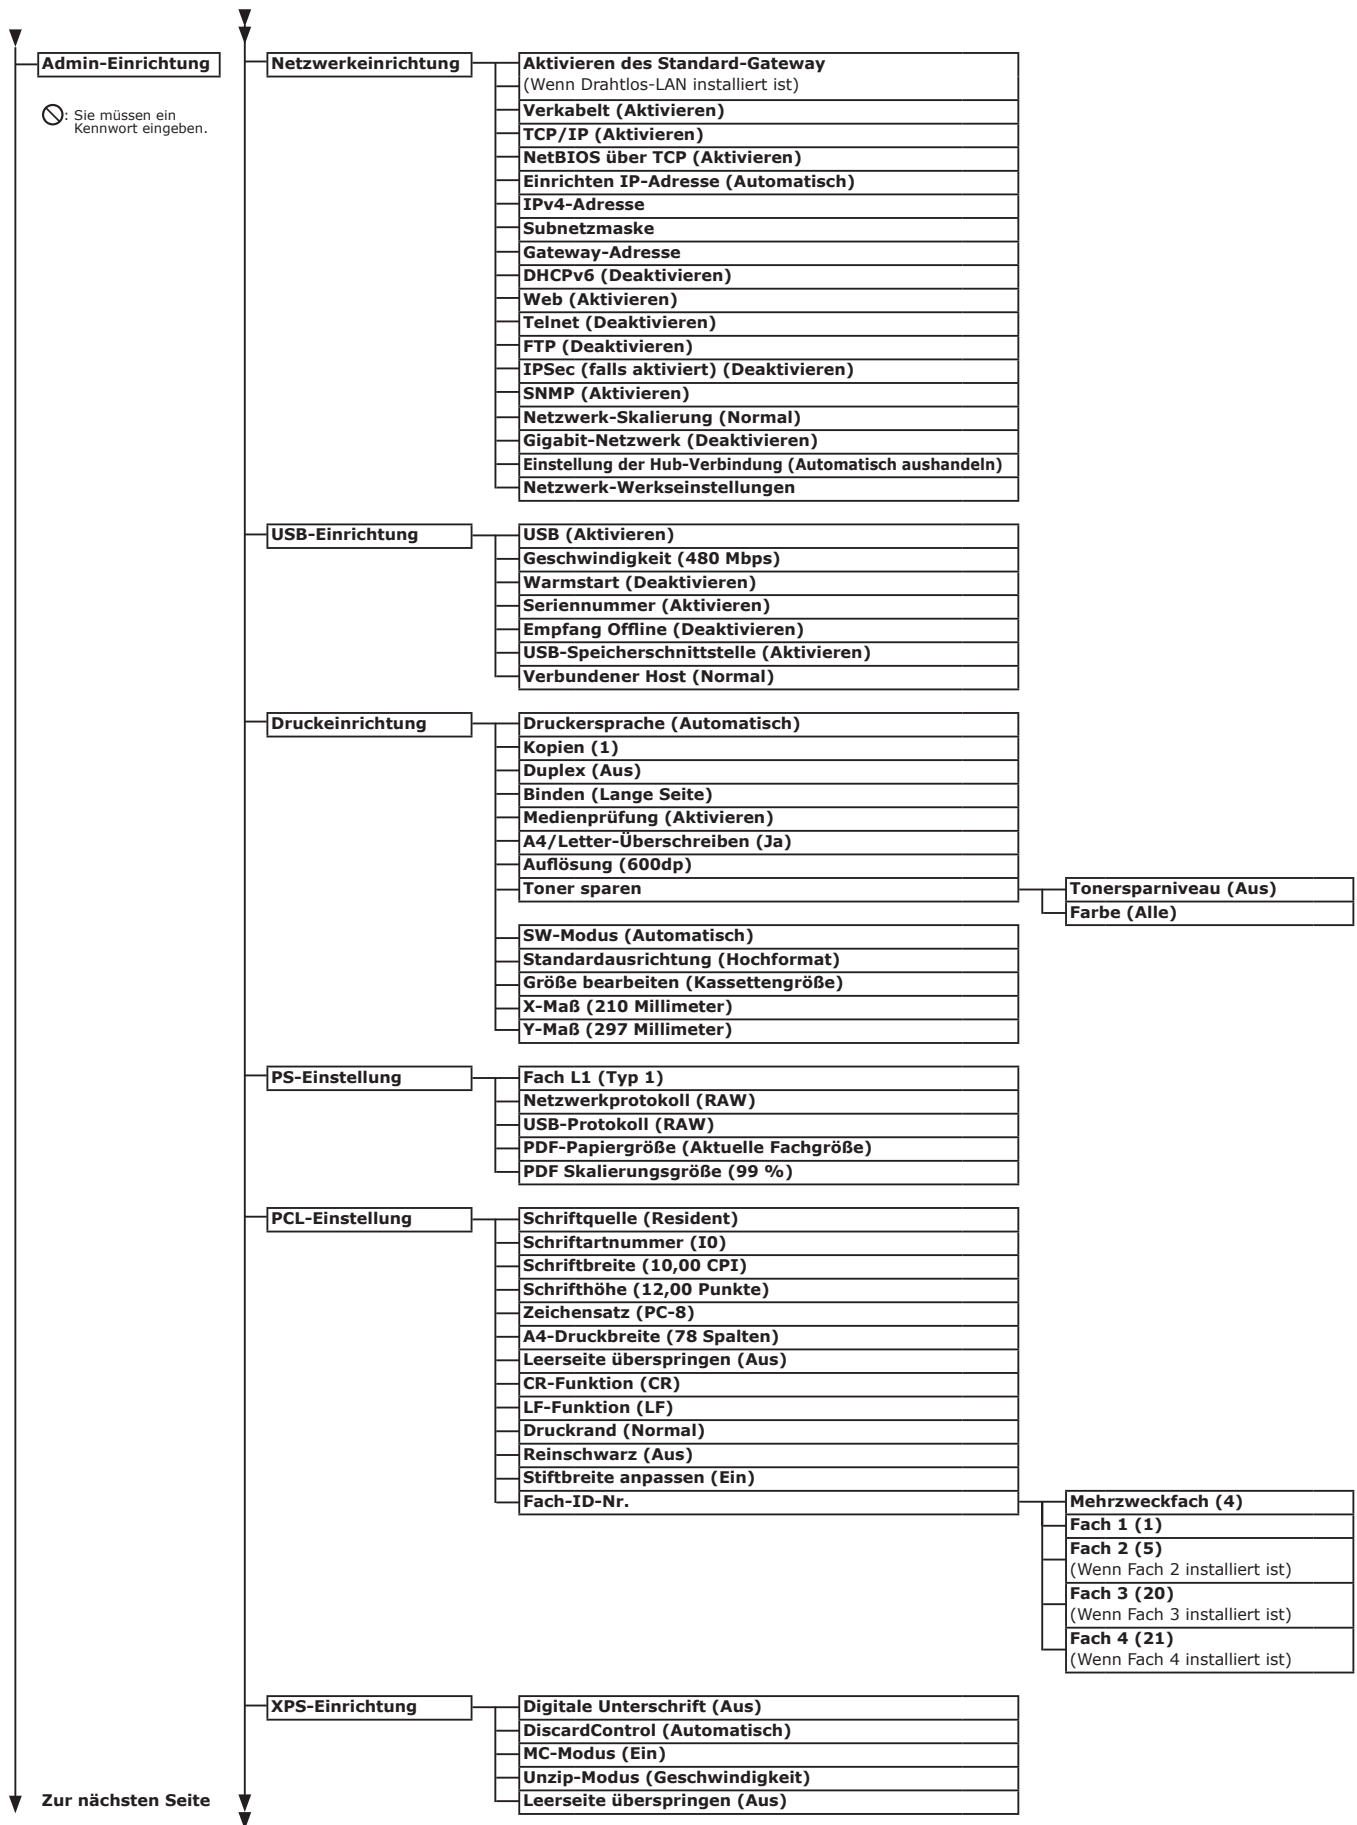 Admin-Einrichtung
: Sie müssen ein
Kennwort eingeben.
Netzwerkeinrichtung
Aktivieren des Standard-Gateway
(Wenn Drahtlos-LAN installiert ist)
Verkabelt (Aktivieren)
TCP/IP (Aktivieren)
NetBIOS über TCP (Aktivieren)
Einrichten IP-Adresse (Automatisch)
IPv4-Adresse
Subnetzmaske
Gateway-Adresse
DHCPv6 (Deaktivieren)
Web (Aktivieren)
Telnet (Deaktivieren)
FTP (Deaktivieren)
IPSec (falls aktiviert) (Deaktivieren)
SNMP (Aktivieren)
Netzwerk-Skalierung (Normal)
Gigabit-Netzwerk (Deaktivieren)
Einstellung der Hub-Verbindung (Automatisch aushandeln)
Netzwerk-Werkseinstellungen
USB-Einrichtung
USB (Aktivieren)
Geschwindigkeit (480 Mbps)
Warmstart (Deaktivieren)
Seriennummer (Aktivieren)
Empfang Offline (Deaktivieren)
USB-Speicherschnittstelle (Aktivieren)
Verbundener Host (Normal)
Druckeinrichtung
Druckersprache (Automatisch)
Kopien (1)
Duplex (Aus)
Binden (Lange Seite)
Medienprüfung (Aktivieren)
A4/Letter-Überschreiben (Ja)
Auflösung (600dp)
Toner sparen
Tonersparniveau (Aus)
Farbe (Alle)
SW-Modus (Automatisch)
Standardausrichtung (Hochformat)
Größe bearbeiten (Kassettengröße)
X-Maß (210 Millimeter)
Y-Maß (297 Millimeter)
PS-Einstellung
Fach L1 (Typ 1)
Netzwerkprotokoll (RAW)
USB-Protokoll (RAW)
PDF-Papiergröße (Aktuelle Fachgröße)
PDF Skalierungsgröße (99 %)
PCL-Einstellung
Schriftquelle (Resident)
Schriftartnummer (I0)
Schriftbreite (10,00 CPI)
Schrifthöhe (12,00 Punkte)
Zeichensatz (PC-8)
A4-Druckbreite (78 Spalten)
Leerseite überspringen (Aus)
CR-Funktion (CR)
LF-Funktion (LF)
Druckrand (Normal)
Reinschwarz (Aus)
Stiftbreite anpassen (Ein)
Fach-ID-Nr.
Mehrzweckfach (4)
Fach 1 (1)
Fach 2 (5)
(Wenn Fach 2 installiert ist)
Fach 3 (20)
(Wenn Fach 3 installiert ist)
Fach 4 (21)
(Wenn Fach 4 installiert ist)
XPS-Einrichtung
Digitale Unterschrift (Aus)
DiscardControl (Automatisch)
MC-Modus (Ein)
Unzip-Modus (Geschwindigkeit)
Leerseite überspringen (Aus)
Zur nächsten Seite